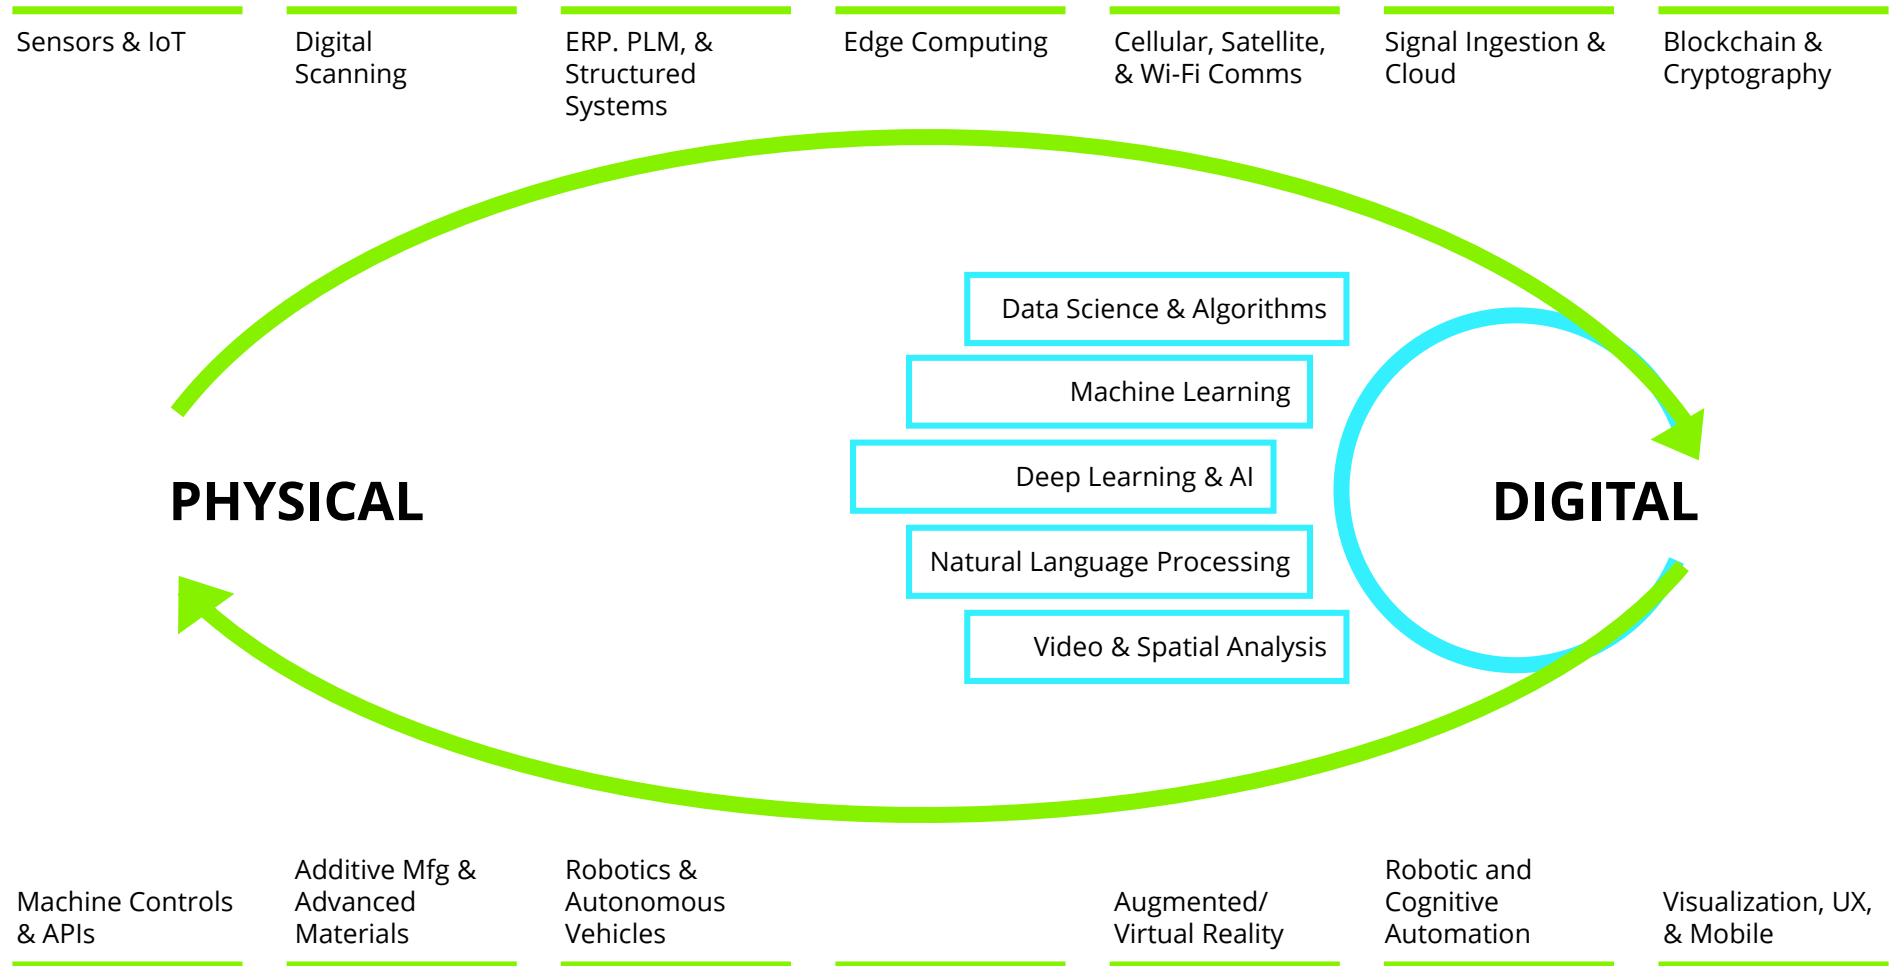 Sensors & IoT
Digital
Scanning
ERP. PLM, &
Structured
Systems
Edge Computing
Cellular, Satellite,
& Wi-Fi Comms
Signal Ingestion &
Cloud
Blockchain &
Cryptography
Data Science & Algorithms
Machine Learning
Deep Learning & AI
Natural Language Processing
Video & Spatial Analysis
PHYSICAL
DIGITAL
Machine Controls
& APIs
Additive Mfg &
Advanced
Materials
Robotics &
Autonomous
Vehicles
Augmented/
Virtual Reality
Robotic and
Cognitive
Automation
Visualization, UX,
& Mobile